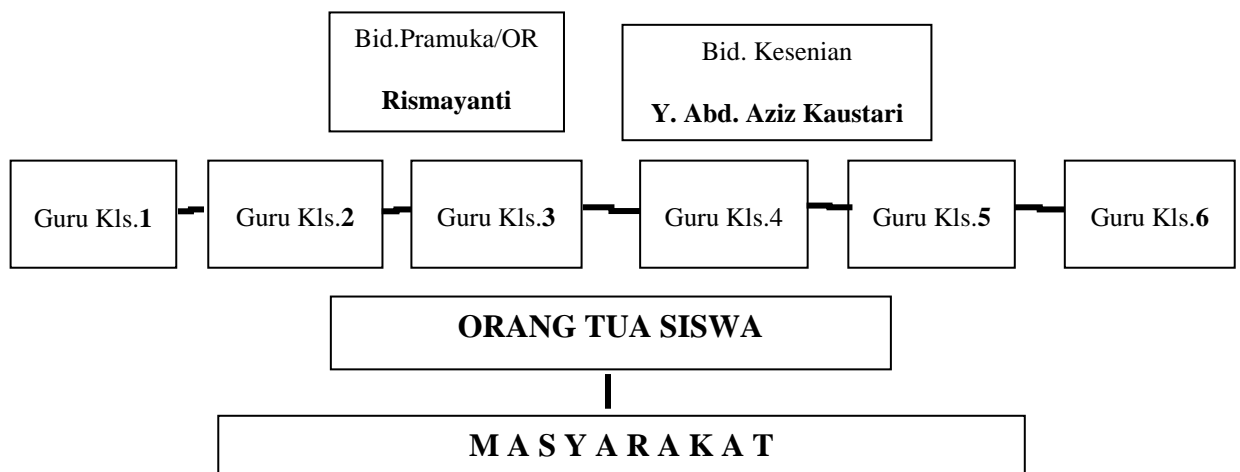 Bid.Pramuka/OR
Rismayanti
Bid. Kesenian
Y. Abd. Aziz Kaustari
Guru Kls.1
Guru Kls.2
Guru Kls.3
Guru Kls.4
Guru Kls.5
Guru Kls.6
ORANG TUA SISWA
M A S Y A R A K A T